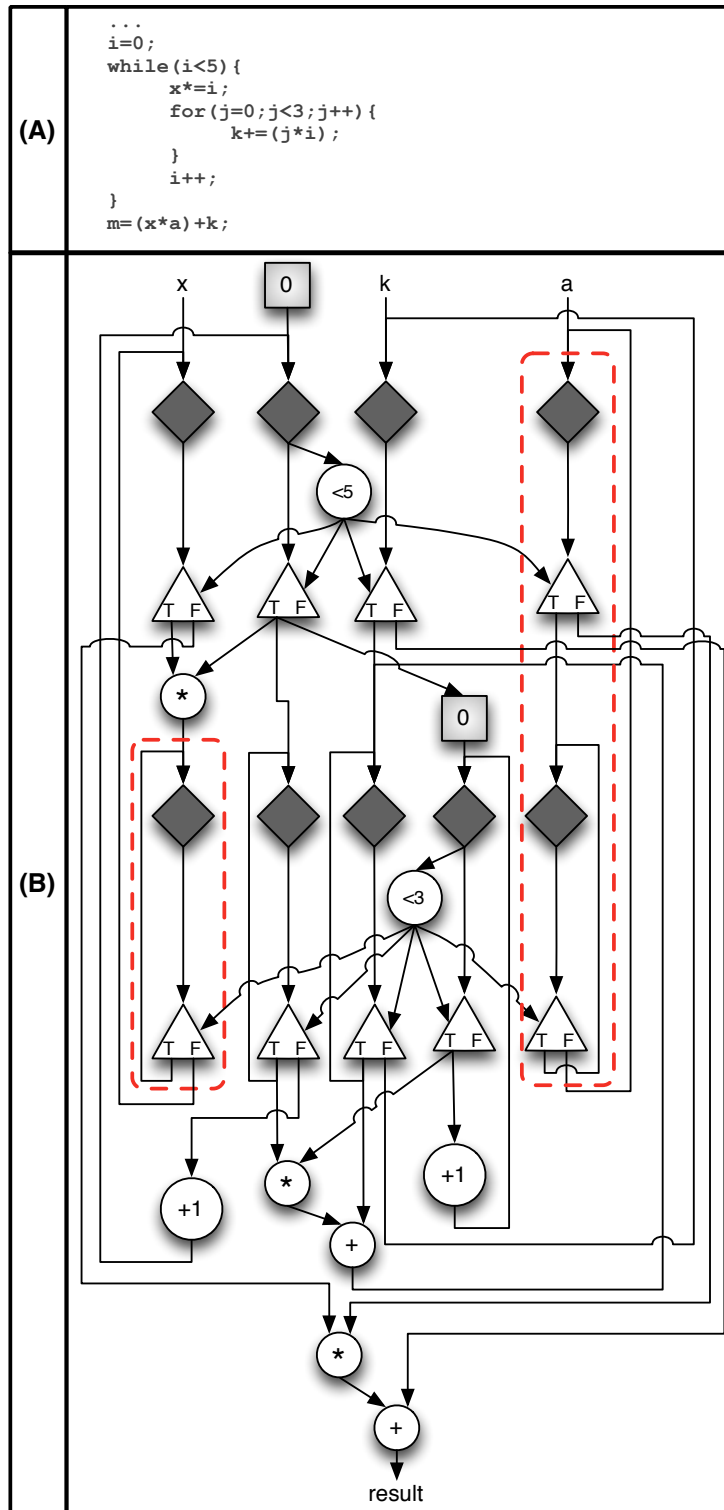 (A)
...
i=0;
while(i<5){
x*=i;
for(j=0;j<3;j++){
k+=(j*i);
}
i++;
}
m=(x*a)+k;
(B)
x 0 k a
<5
T F T F T F T F
*
0
<3
T F T F T F T F T F
+1 * +1
+
*
+
result